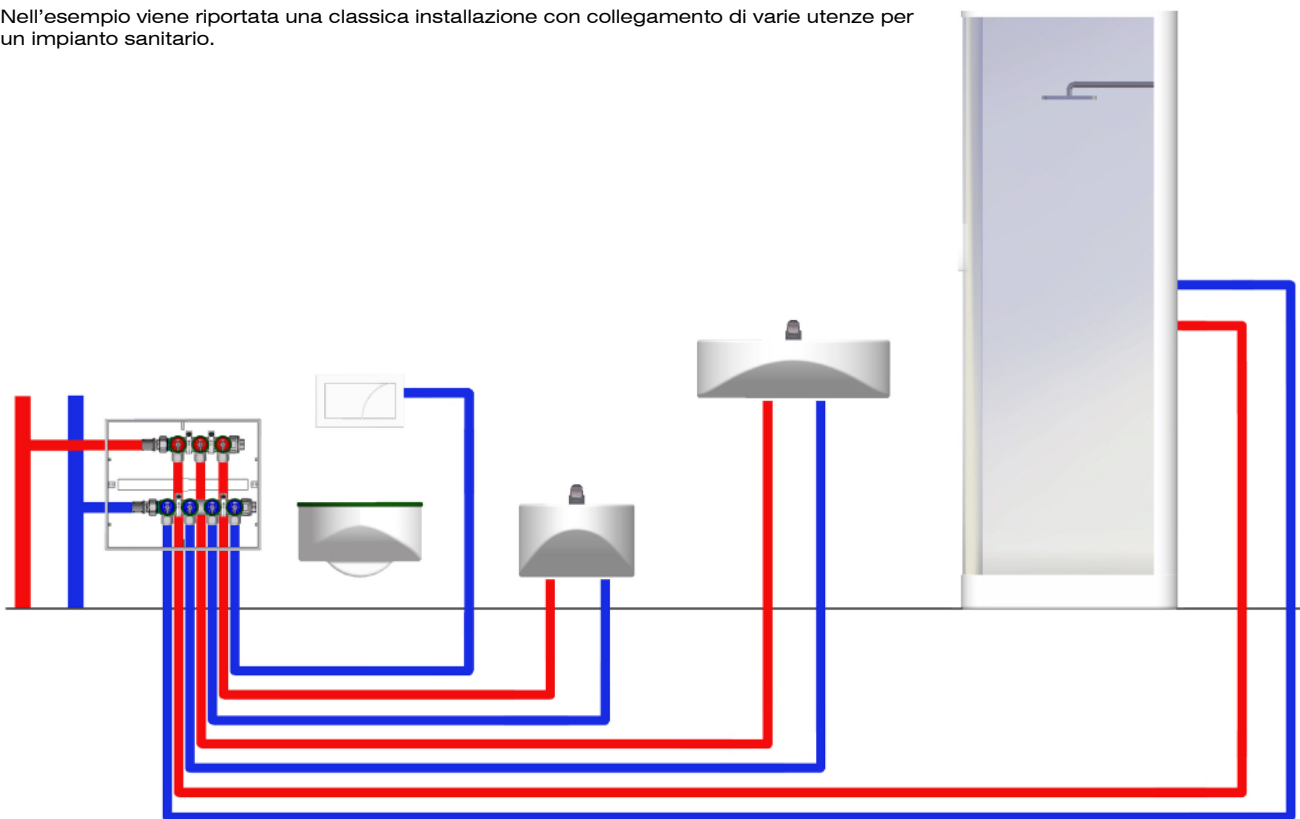 Nell’esempio viene riportata una classica installazione con collegamento di varie utenze per
un impianto sanitario.